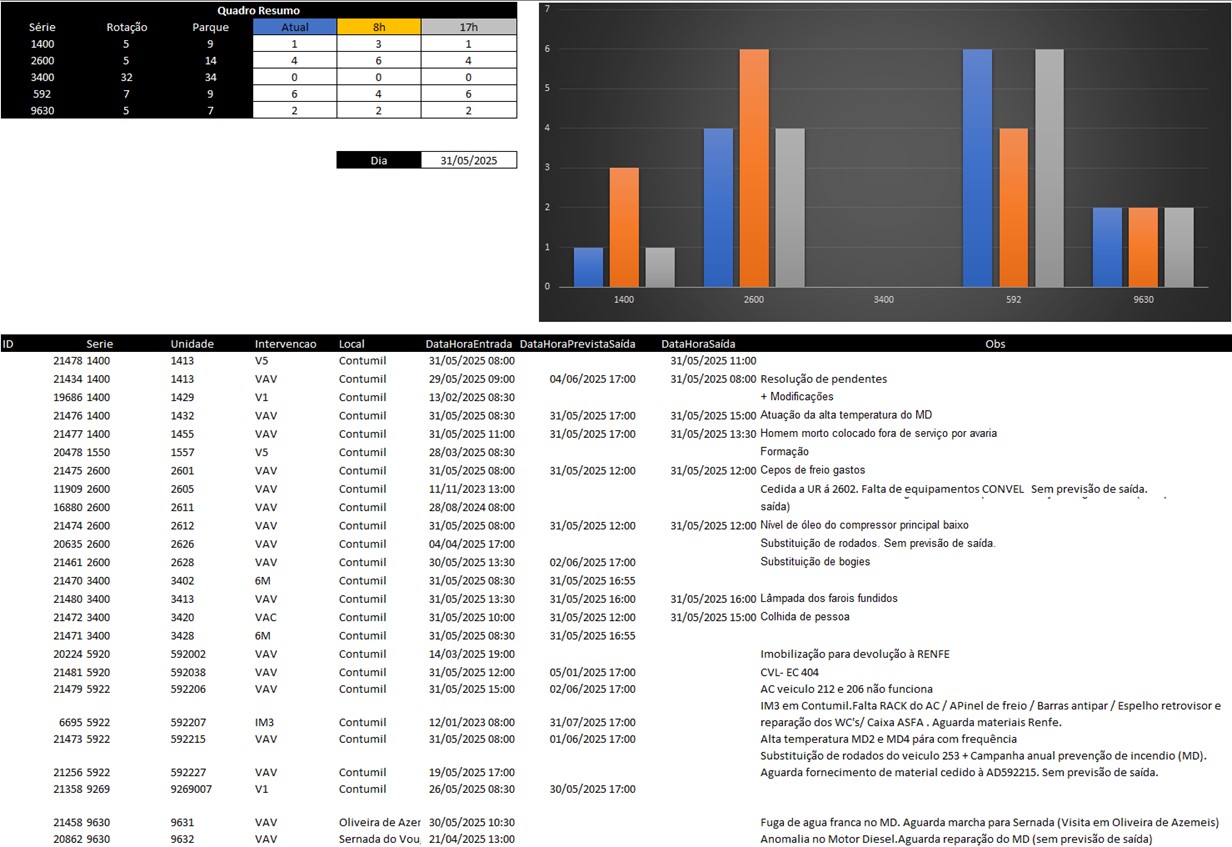 Quadro Resumo
Série Rotação Parque Atual 8h 17h
1400 5 9 1 3 1
2600 5 14 4 6 4
3400 32 34 0 0 0
592 7 9 6 4 6
9630 5 7 2 2 2
Dia 31/05/2025
7
6
5
4
3
2
1
0
1400 2600 3400 592 9630
ID Serie Unidade Intervencao Local DataHoraEntrada DataHoraPrevistaSaída DataHoraSaída Obs
21478 1400 1413 V5 Contumil 31/05/2025 08:00 31/05/2025 11:00
21434 1400 1413 VAV Contumil 29/05/2025 09:00 04/06/2025 17:00 31/05/2025 08:00 Resolução de pendentes
19686 1400 1429 V1 Contumil 13/02/2025 08:30 + Modificações
21476 1400 1432 VAV Contumil 31/05/2025 08:30 31/05/2025 17:00 31/05/2025 15:00 Atuação da alta temperatura do MD
21477 1400 1455 VAV Contumil 31/05/2025 11:00 31/05/2025 17:00 31/05/2025 13:30 Homem morto colocado fora de serviço por avaria
20478 1550 1557 V5 Contumil 28/03/2025 08:30 Formação
21475 2600 2601 VAV Contumil 31/05/2025 08:00 31/05/2025 12:00 31/05/2025 12:00 Cepos de freio gastos
11909 2600 2605 VAV Contumil 11/11/2023 13:00 Cedida a UR á 2602. Falta de equipamentos CONVEL Sem previsão de saída.
16880 2600 2611 VAV Contumil 28/08/2024 08:00 saída)
21474 2600 2612 VAV Contumil 31/05/2025 08:00 31/05/2025 12:00 31/05/2025 12:00 Nível de óleo do compressor principal baixo
20635 2600 2626 VAV Contumil 04/04/2025 17:00 Substituição de rodados. Sem previsão de saída.
21461 2600 2628 VAV Contumil 30/05/2025 13:30 02/06/2025 17:00 Substituição de bogies
21470 3400 3402 6M Contumil 31/05/2025 08:30 31/05/2025 16:55
21480 3400 3413 VAV Contumil 31/05/2025 13:30 31/05/2025 16:00 31/05/2025 16:00 Lâmpada dos farois fundidos
21472 3400 3420 VAC Contumil 31/05/2025 10:00 31/05/2025 12:00 31/05/2025 15:00 Colhida de pessoa
21471 3400 3428 6M Contumil 31/05/2025 08:30 31/05/2025 16:55
20224 5920 592002 VAV Contumil 14/03/2025 19:00 Imobilização para devolução à RENFE
21481 5920 592038 VAV Contumil 31/05/2025 12:00 05/01/2025 17:00 CVL- EC 404
21479 5922 592206 VAV Contumil 31/05/2025 15:00 02/06/2025 17:00 AC veiculo 212 e 206 não funciona
IM3 em Contumil.Falta RACK do AC / APinel de freio / Barras antipar / Espelho retrovisor e
6695 5922 592207 IM3 Contumil 12/01/2023 08:00 31/07/2025 17:00 reparação dos WC's/ Caixa ASFA . Aguarda materiais Renfe.
21473 5922 592215 VAV Contumil 31/05/2025 08:00 01/06/2025 17:00 Alta temperatura MD2 e MD4 pára com frequência
Substituição de rodados do veiculo 253 + Campanha anual prevenção de incendio (MD).
21256 5922 592227 VAV Contumil 19/05/2025 17:00 Aguarda fornecimento de material cedido à AD592215. Sem previsão de saída.
21358 9269 9269007 V1 Contumil 26/05/2025 08:30 30/05/2025 17:00
21458 9630 9631 VAV Oliveira de Azer 30/05/2025 10:30 Fuga de agua franca no MD. Aguarda marcha para Sernada (Visita em Oliveira de Azemeis)
20862 9630 9632 VAV Sernada do Vou 21/04/2025 13:00 Anomalia no Motor Diesel.Aguarda reparação do MD (sem previsão de saída)